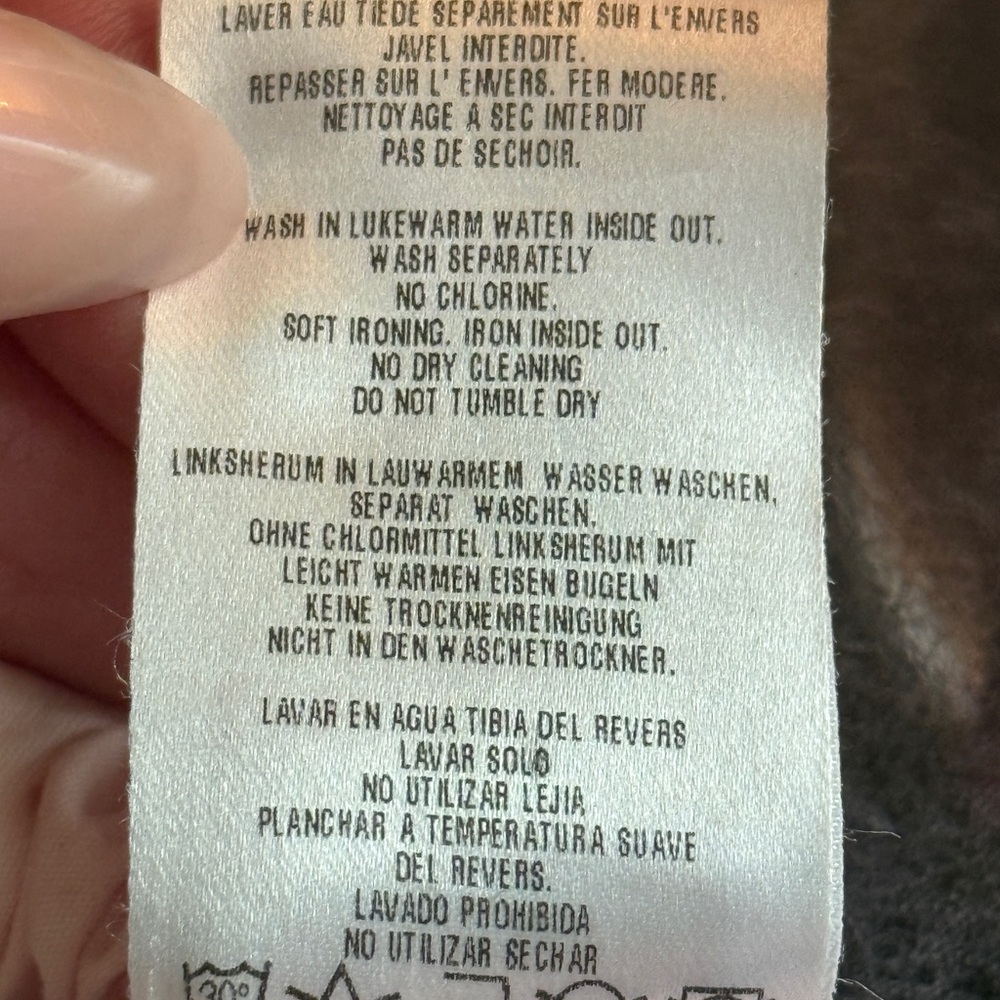 LAVER EAU TIEDE SEPAREMENT SUR L'ENVERS
JAVEL INTERDITE.
REPASSER SUR L' ENVERS. FER MODERE.
NETTOYAGE A SEC INTERDIT
PAS DE SECHOIR.
WASH IN LUKEWARM WATER INSIDE OUT.
WASH SEPARATELY
NO CHLORINE.
SOFT IRONING. IRON INSIDE OUT.
NO DRY CLEANING
DO NOT TUMBLE DRY
LINKSHERUM IN LAUWARMEM WASSER WASCHEN.
SEPARAT WASCHEN.
OHNE CHLORMITTEL LINKSHERUM MIT
LEICHT WARMEN EISEN BUGELN
KEINE TROCKNENREINIGUNG
NICHT IN DEN WASCHETROCKNER.
LAVAR EN AGUA TIBIA DEL REVERS
LAVAR SOLO
NO UTILIZAR LEJIA
PLANCHAR A TEMPERATURA SUAVE
DEL REVERS.
LAVADO PROHIBIDA
NO UTILIZAR SECHAR
30°